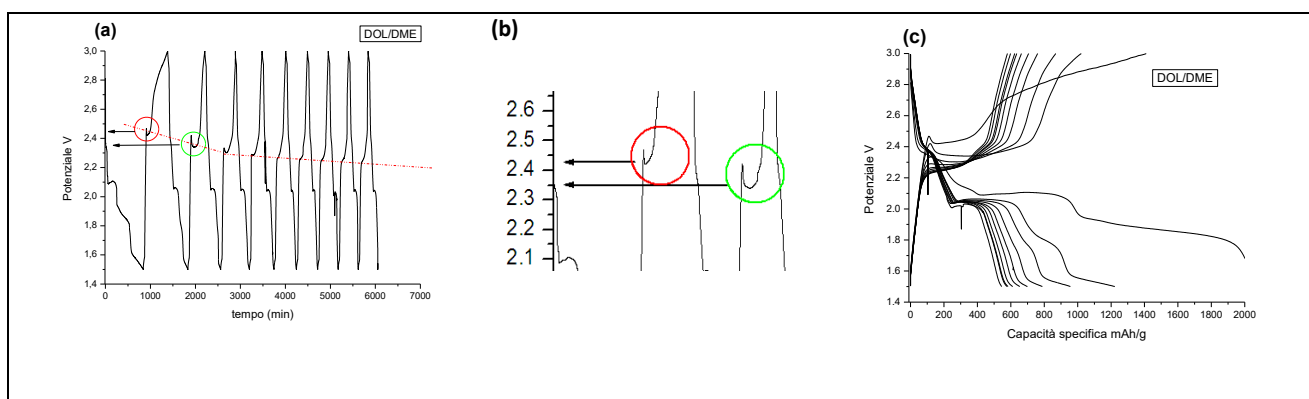 (a)
DOL/DME
3,0
2,8
2,6
2,4
2,2
2,0
1,8
1,6
1,4
Potenziale V
0 1000 2000 3000 4000 5000 6000 7000
tempo (min)
(b)
2.6
2.45
2.4
2.3
2.2
2.1
(c)
DOL/DME
3.0
2.8
2.6
2.4
2.2
2.0
1.8
1.6
1.4
Potenziale V
0 200 400 600 800 1000 1200 1400 1600 1800 2000
Capacità specifica mAh/g